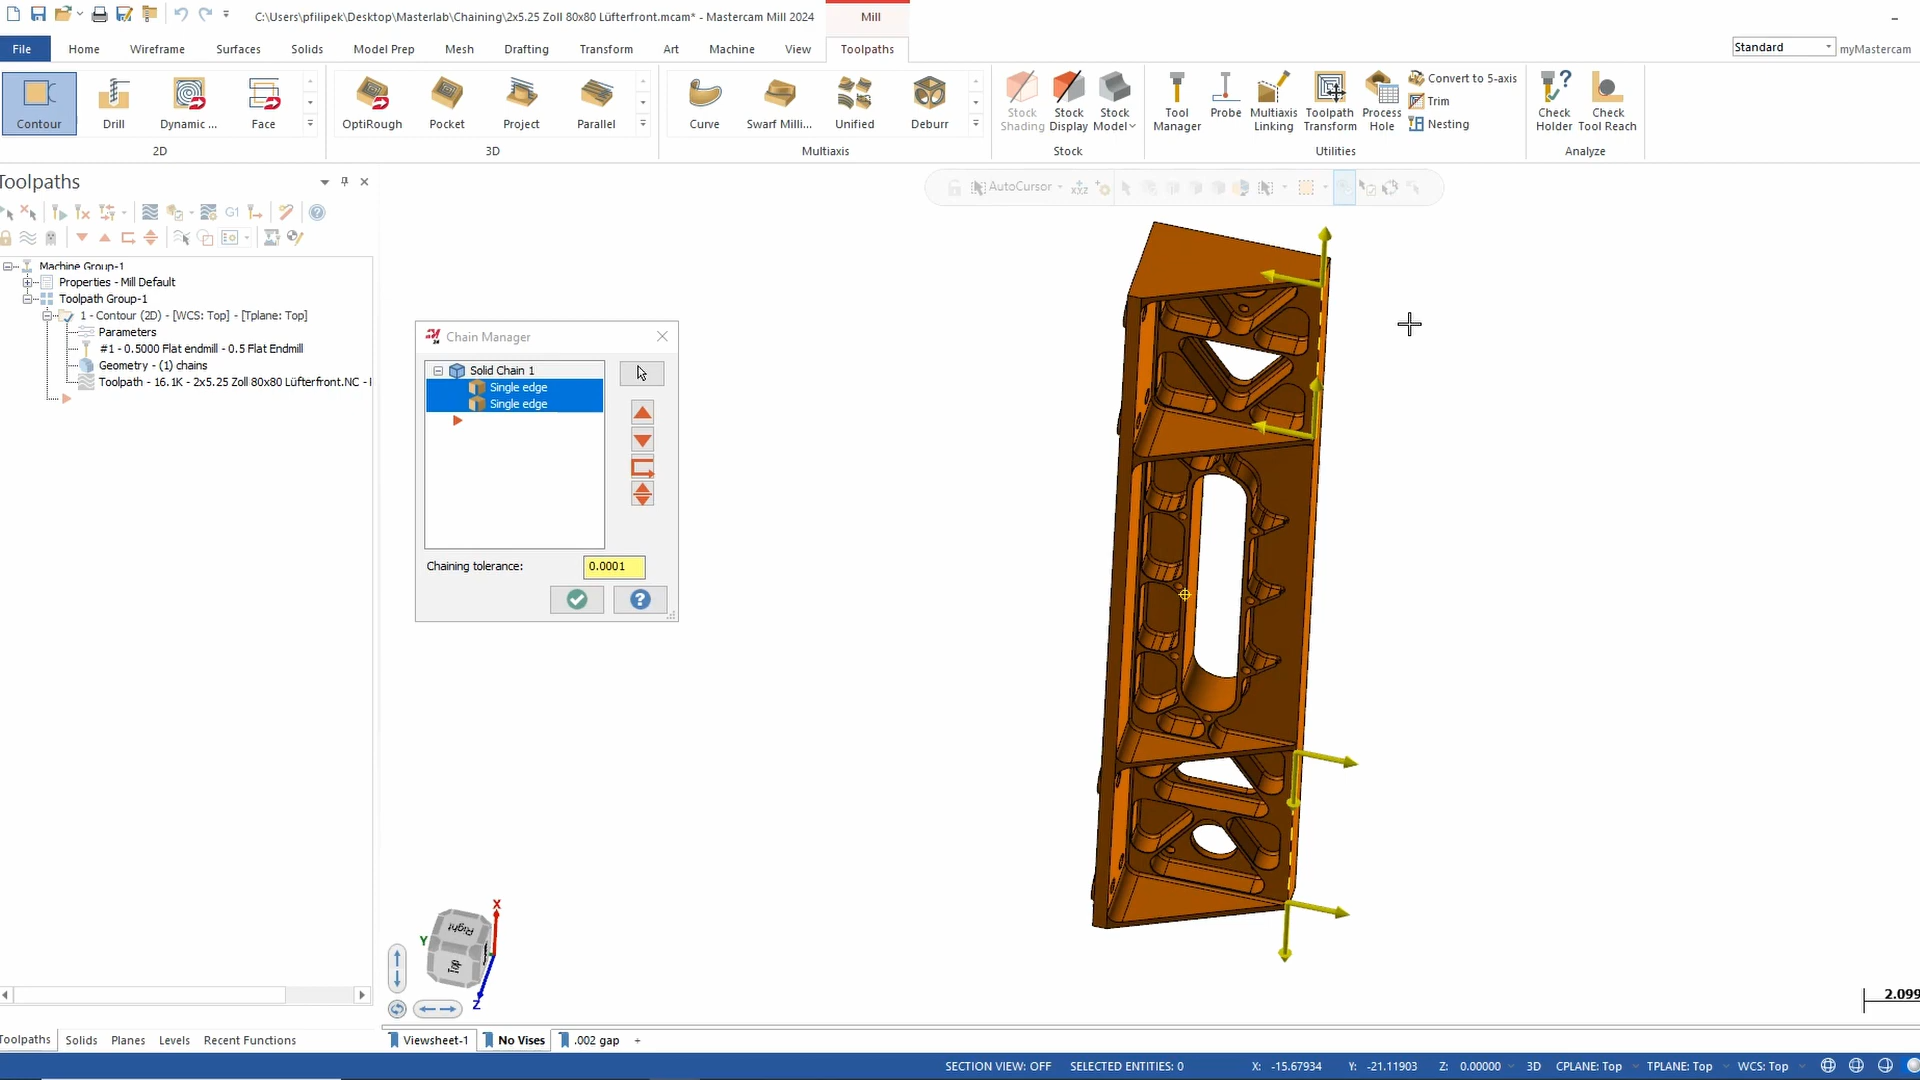 C:\Users\pfilipek\Desktop\Masterlab\Chaining\2x5.25 Zoll 80x80 Lüfterfront.mcam* - Mastercam Mill 2024
Mill
File
Home
Wireframe
Surfaces
Solids
Model Prep
Mesh
Drafting
Transform
Art
Machine
View
Toolpaths
Standard
myMastercam
Contour
Drill
Dynamic ...
Face
2D
OptiRough
Pocket
Project
Parallel
3D
Curve
Swarf Milli...
Unified
Deburr
Multiaxis
Stock Shading
Stock Display
Stock Model
Stock
Tool Manager
Probe
Multiaxis Linking
Toolpath Transform
Process Hole
Convert to 5-axis
Trim
Nesting
Utilities
Check Holder
Check Tool Reach
Analyze
Toolpaths
G1
AutoCursor
xyz
Machine Group-1
Properties - Mill Default
Toolpath Group-1
1 - Contour (2D) - [WCS: Top] - [Tplane: Top]
Parameters
#1 - 0.5000 Flat endmill - 0.5 Flat Endmill
Geometry - (1) chains
Toolpath - 16.1K - 2x5.25 Zoll 80x80 Lüfterfront.NC -
Chain Manager
Solid Chain 1
Single edge
Single edge
Chaining tolerance:
0.0001
X
Y
Z
Right
Top
2.099
Toolpaths
Solids
Planes
Levels
Recent Functions
Viewsheet-1
No Vises
.002 gap
+
SECTION VIEW: OFF
SELECTED ENTITIES: 0
X: -15.67934
Y: -21.11903
Z: 0.00000
3D
CPLANE: Top
TPLANE: Top
WCS: Top